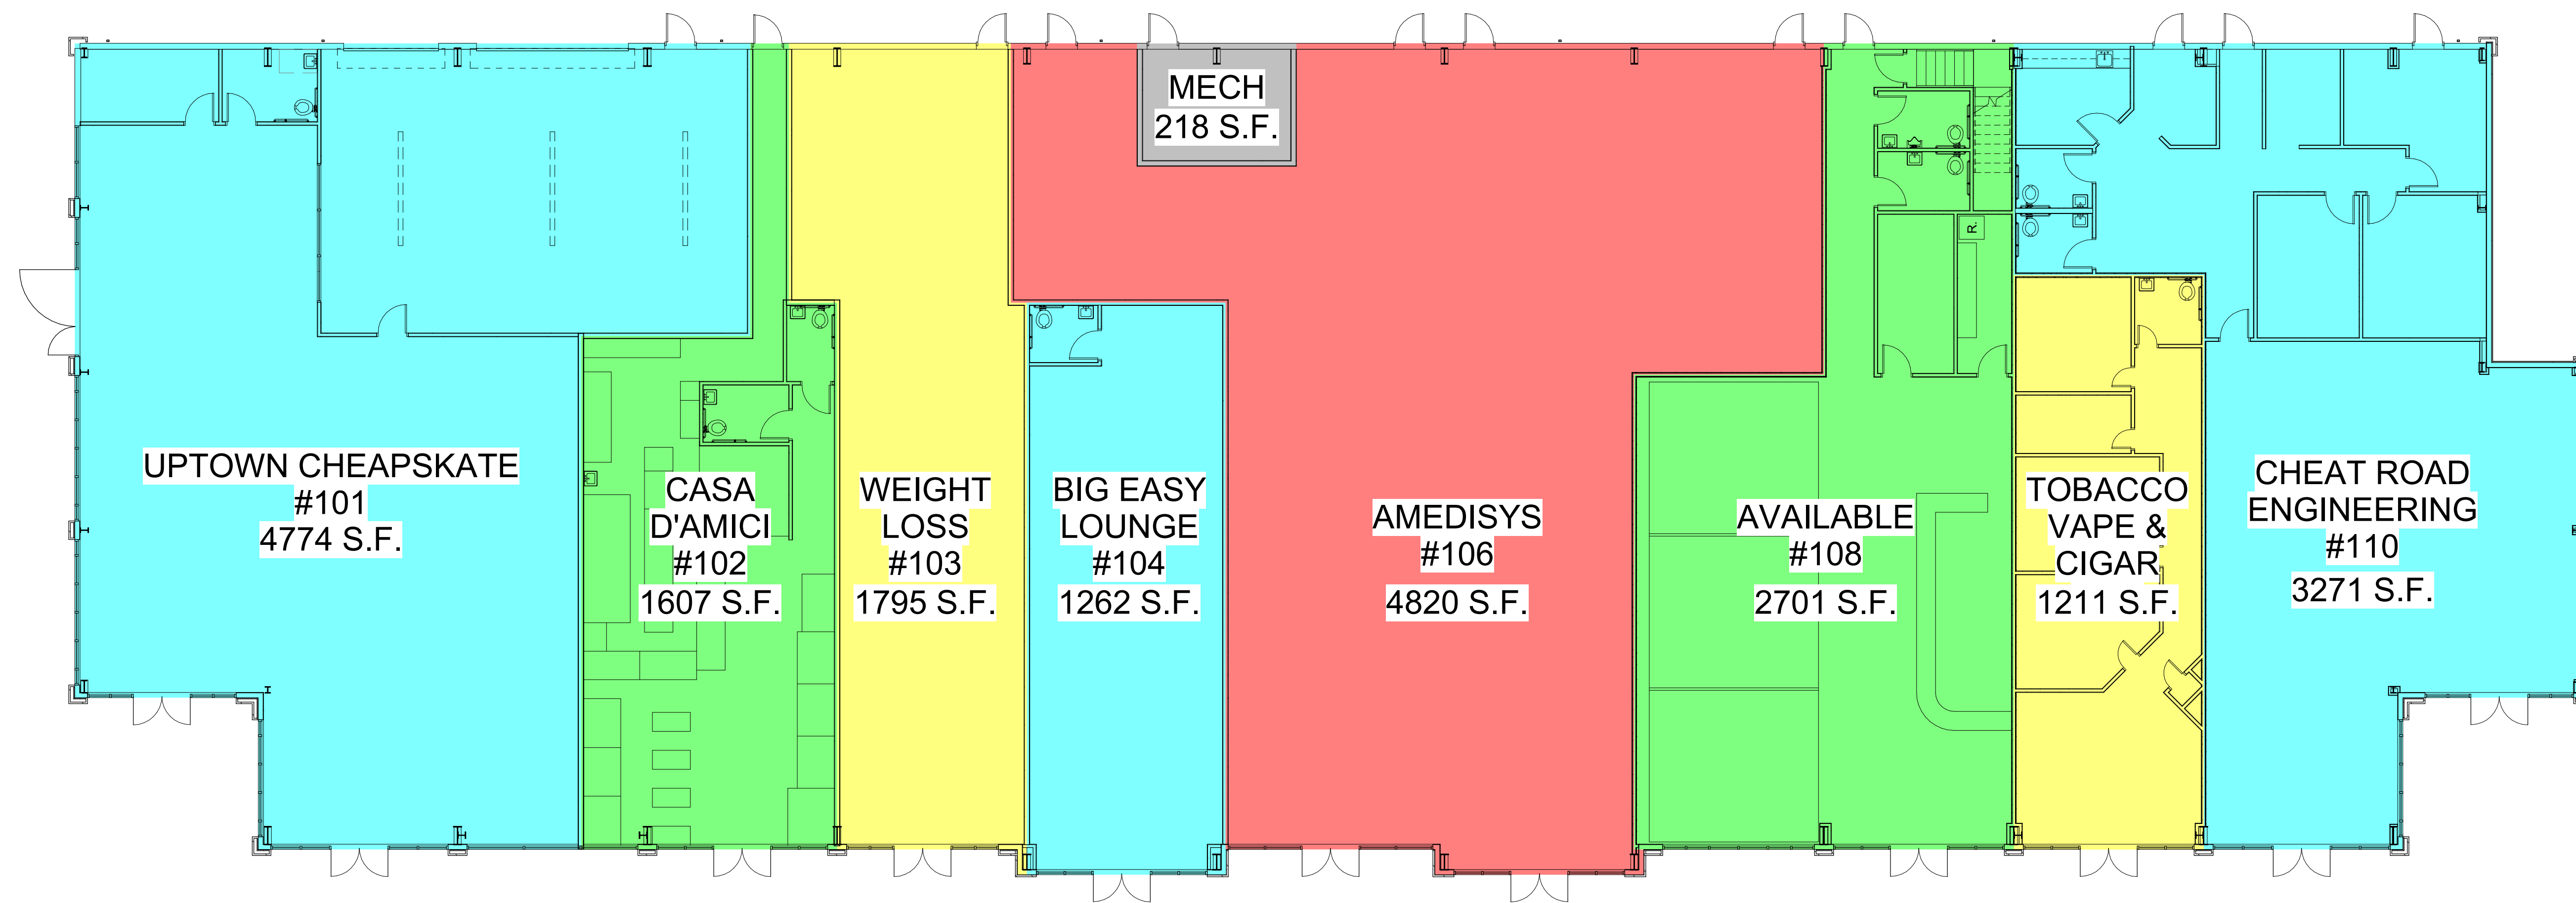 MECH
218 S.F.
R.
UPTOWN CHEAPSKATE
#101
4774 S.F.
CASA
D'AMICI
#102
1607 S.F.
WEIGHT
LOSS
#103
1795 S.F.
BIG EASY
LOUNGE
#104
1262 S.F.
AMEDISYS
#106
4820 S.F.
AVAILABLE
#108
2701 S.F.
TOBACCO
VAPE &
CIGAR
1211 S.F.
CHEAT ROAD
ENGINEERING
#110
3271 S.F.